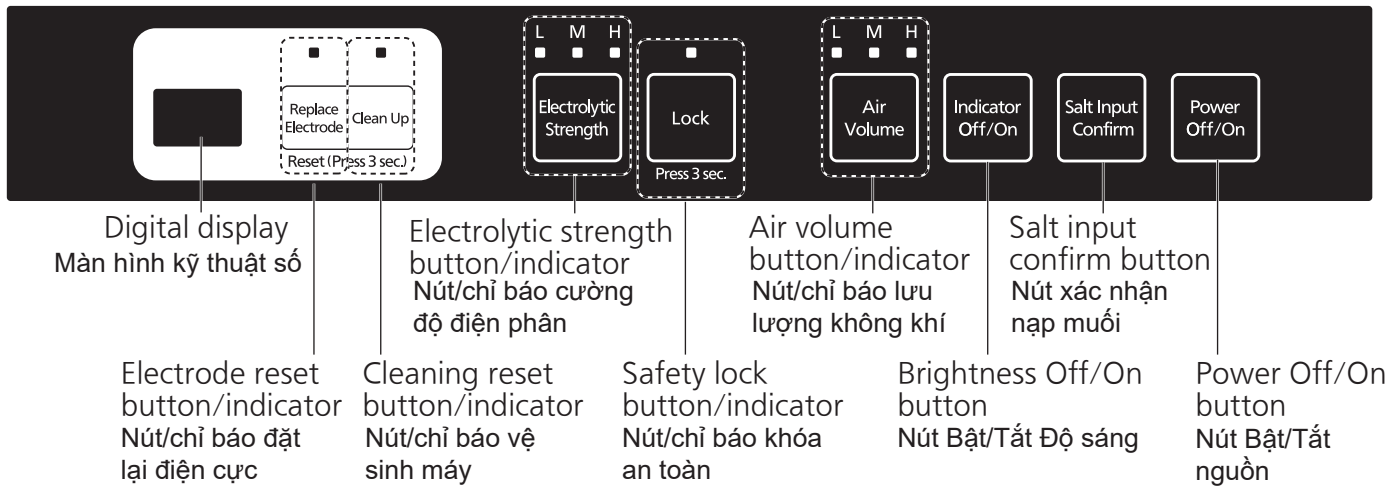 L M H
L M H
Replace
Electrode
Clean Up
Reset (Press 3 sec.)
Electrolytic
Strength
Lock
Press 3 sec.
Air
Volume
Indicator
Off/On
Salt Input
Confirm
Power
Off/On
Digital display
Màn hình kỹ thuật số
Electrolytic strength
button/indicator
Nút/chỉ báo cường
độ điện phân
Air volume
button/indicator
Nút/chỉ báo lưu
lượng không khí
Salt input
confirm button
Nút xác nhận
nạp muối
Electrode reset
button/indicator
Nút/chỉ báo đặt
lại điện cực
Cleaning reset
button/indicator
Nút/chỉ báo vệ
sinh máy
Safety lock
button/indicator
Nút/chỉ báo khóa
an toàn
Brightness Off/On
button
Nút Bật/Tắt Độ sáng
Power Off/On
button
Nút Bật/Tắt
nguồn